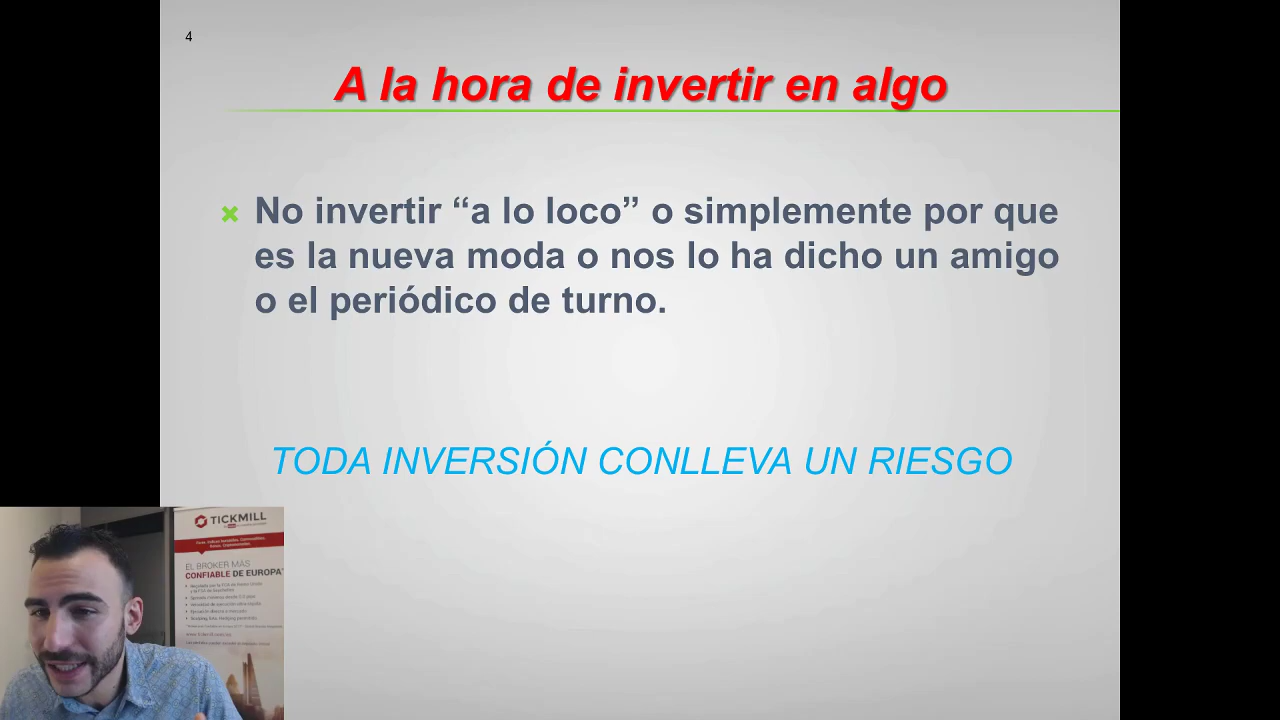 4
A la hora de invertir en algo
No invertir “a lo loco” o simplemente por que
es la nueva moda o nos lo ha dicho un amigo
o el periódico de turno.
TODA INVERSIÓN CONLLEVA UN RIESGO
TICKMILL
EL BROKER MÁS
CONFIABLE DE EUROPA*